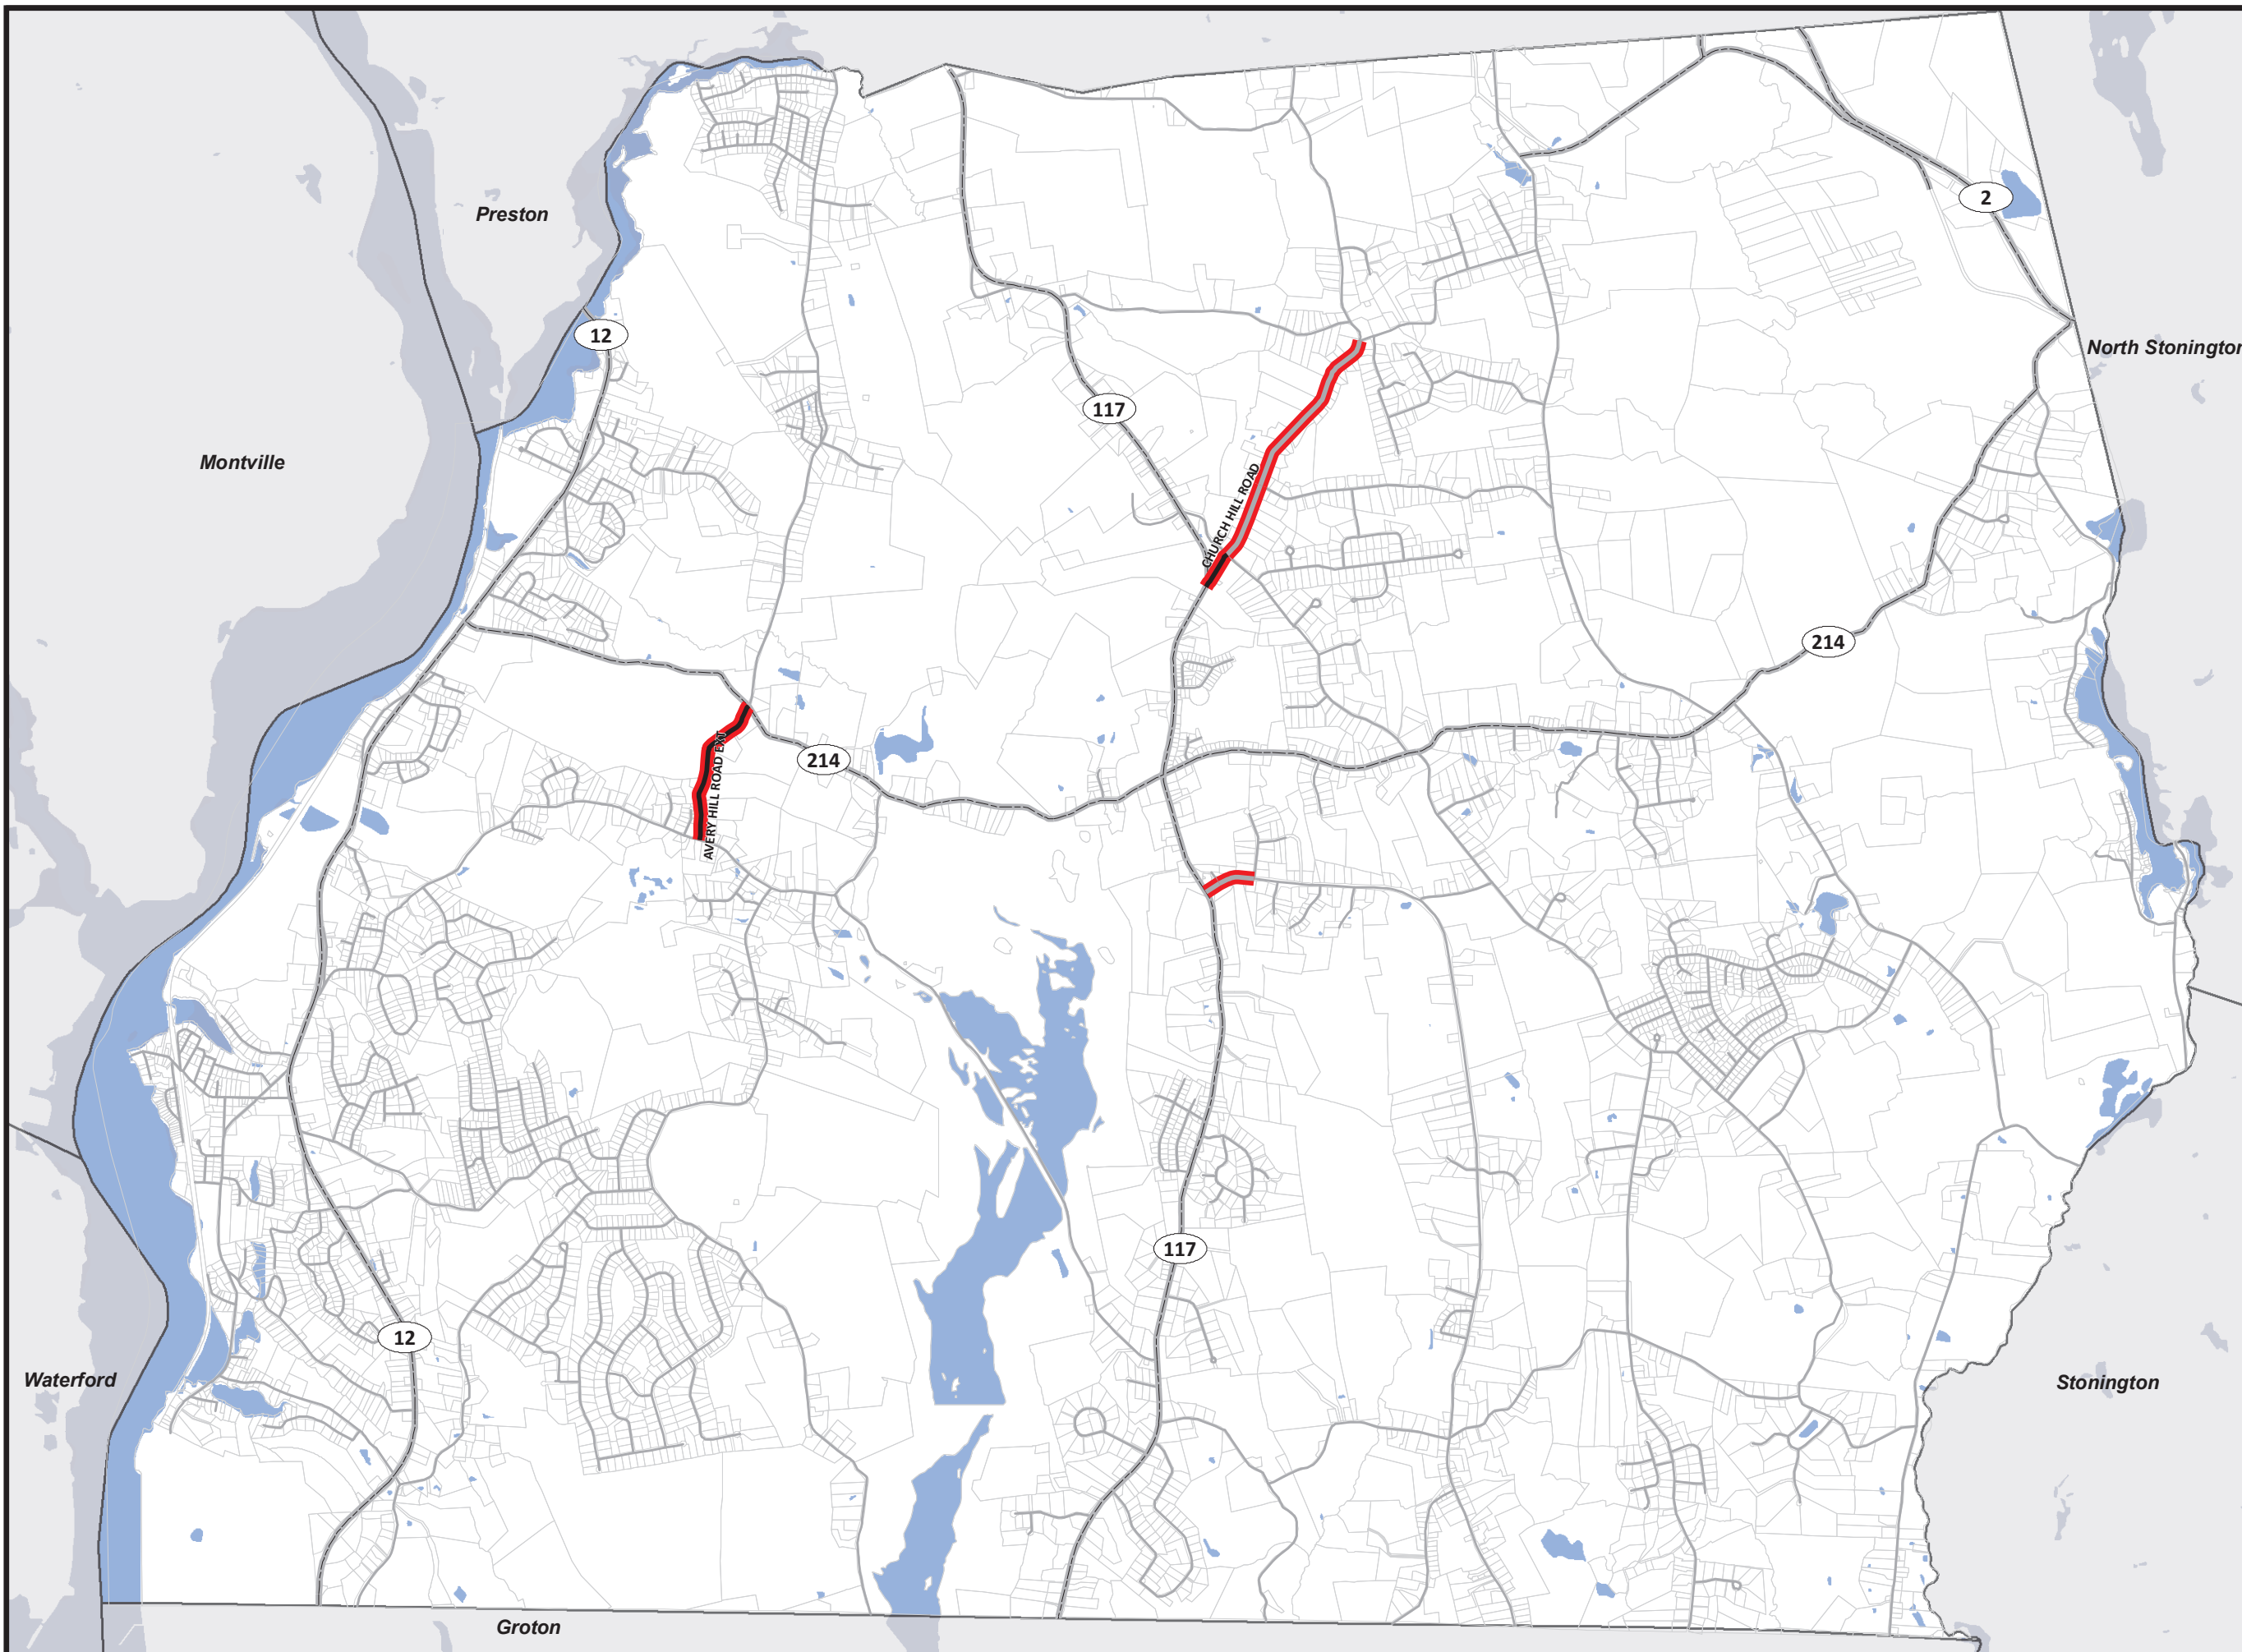 2
Preston
12
North Stonington
117
Montville
CHURCH HILL ROAD
214
214
AVERY HILL ROAD EXT
117
12
Waterford
Stonington
Groton